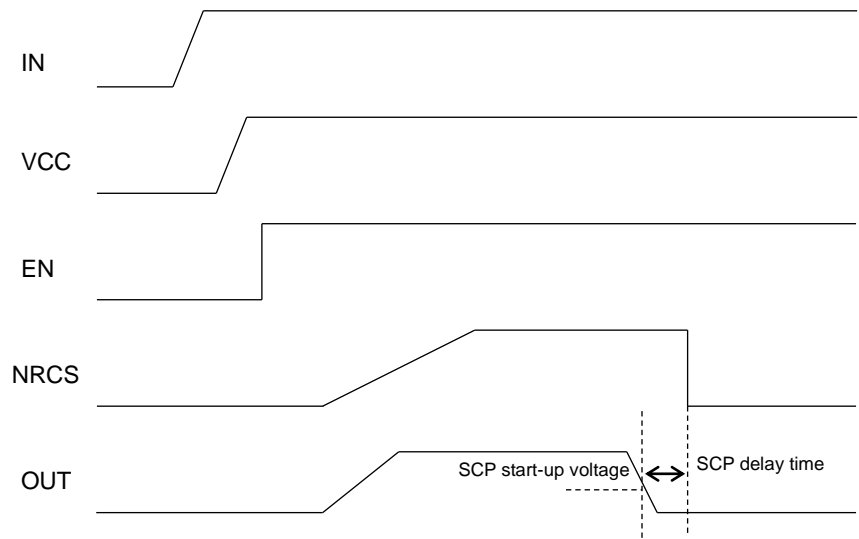 IN
VCC
EN
NRCS
OUT
SCP start-up voltage
SCP delay time